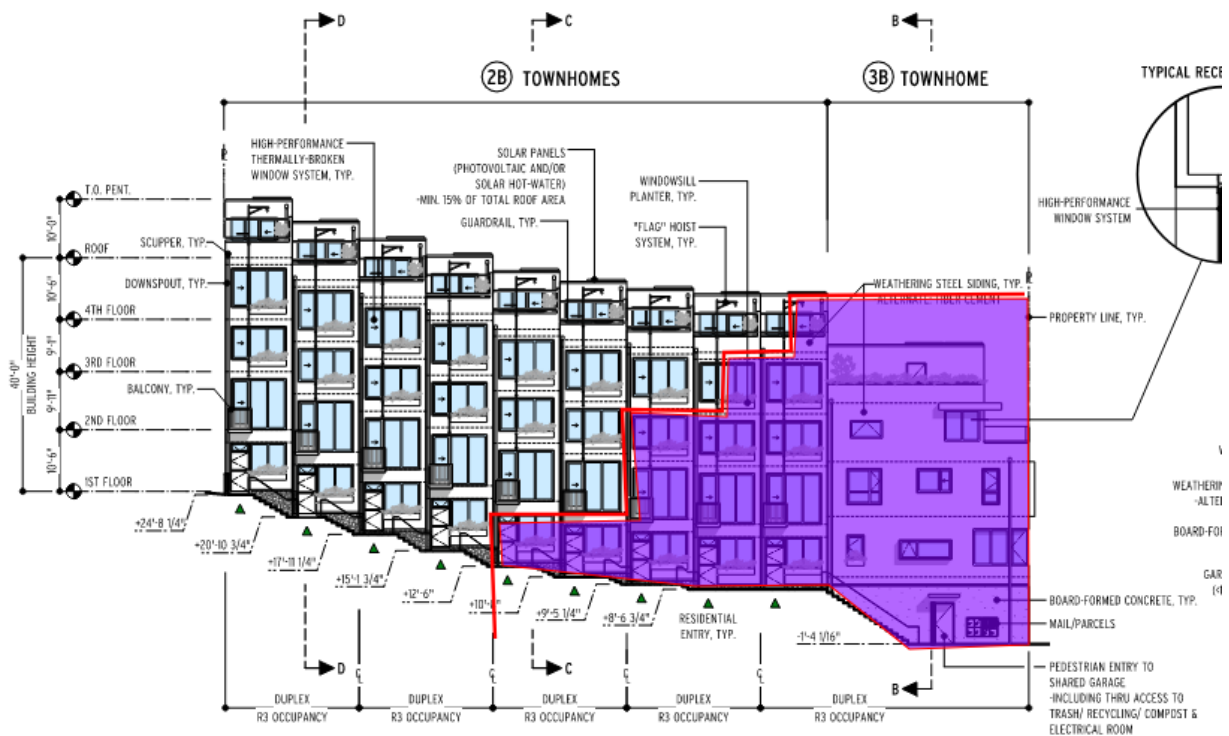 D
C
B
2B TOWNHOMES
3B TOWNHOME
TYPICAL RECE
HIGH-PERFORMANCE
THERMALLY-BROKEN
WINDOW SYSTEM, TYP.
SOLAR PANELS
(PHOTOVOLTAIC AND/OR
SOLAR HOT-WATER)
-MIN. 15% OF TOTAL ROOF AREA
GUARDRAIL, TYP.
WINDOWSILL
PLANTER, TYP.
"FLAG" HOIST
SYSTEM, TYP.
HIGH-PERFORMANCE
WINDOW SYSTEM
T.O. PENT.
10'-0"
ROOF
SCUPPER, TYP.
10'-6"
DOWNSPOUT, TYP.
4TH FLOOR
9'-1"
3RD FLOOR
40'-0"
BUILDING HEIGHT
BALCONY, TYP.
9'-11"
2ND FLOOR
10'-6"
1ST FLOOR
WEATHERING STEEL SIDING, TYP.
ALTERNATE: FIBER CEMENT
PROPERTY LINE, TYP.
WEATHERIN
-ALTE
BOARD-FO
GAR
+24'-8 1/4"
+20'-10 3/4"
+17'-11 1/4"
+15'-1 3/4"
+12'-6"
+9'-5 1/4"
+8'-6 3/4"
-1'-4 1/16"
RESIDENTIAL
ENTRY, TYP.
BOARD-FORMED CONCRETE, TYP.
MAIL/PARCELS
PEDESTRIAN ENTRY TO
SHARED GARAGE
-INCLUDING THRU ACCESS TO
TRASH/ RECYCLING/ COMPOST &
ELECTRICAL ROOM
D
C
B
DUPLEX
R3 OCCUPANCY
DUPLEX
R3 OCCUPANCY
DUPLEX
R3 OCCUPANCY
DUPLEX
R3 OCCUPANCY
DUPLEX
R3 OCCUPANCY